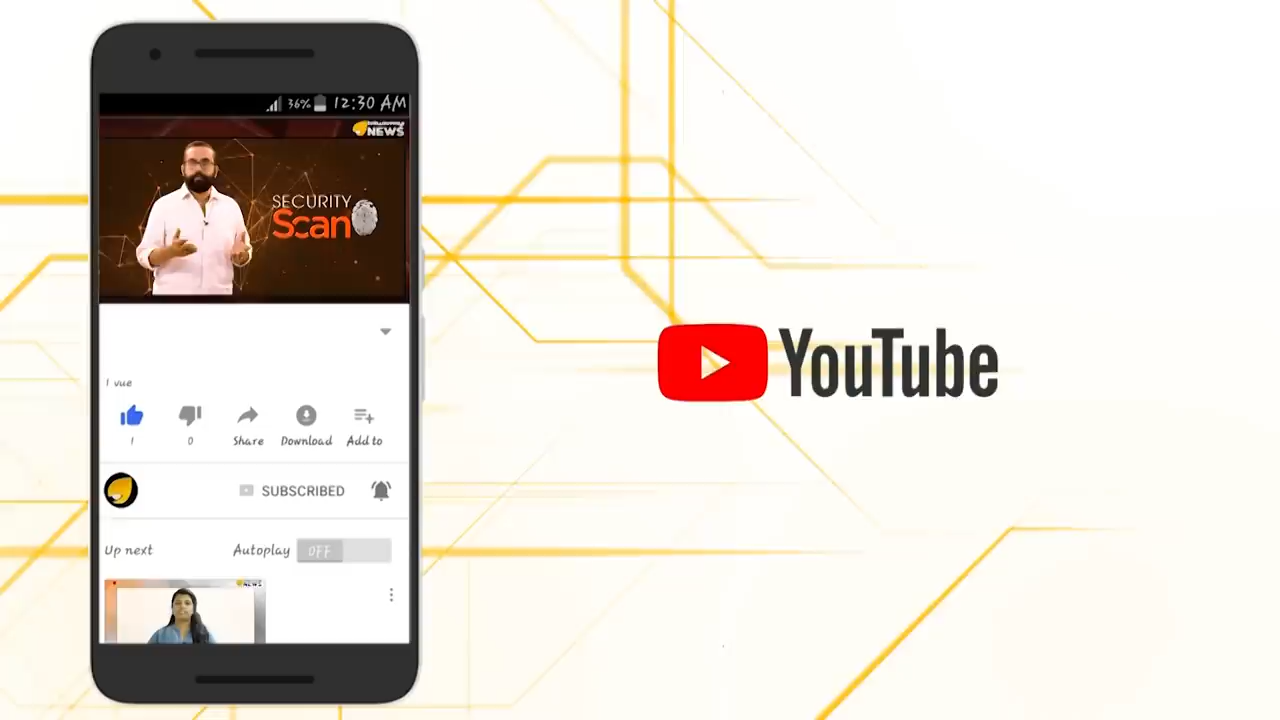 36% 12:30 AM
NEWS
SECURITY
Scan
1 vue
1 0 Share Download Add to
SUBSCRIBED
Up next Autoplay OFF
NEWS
YouTube